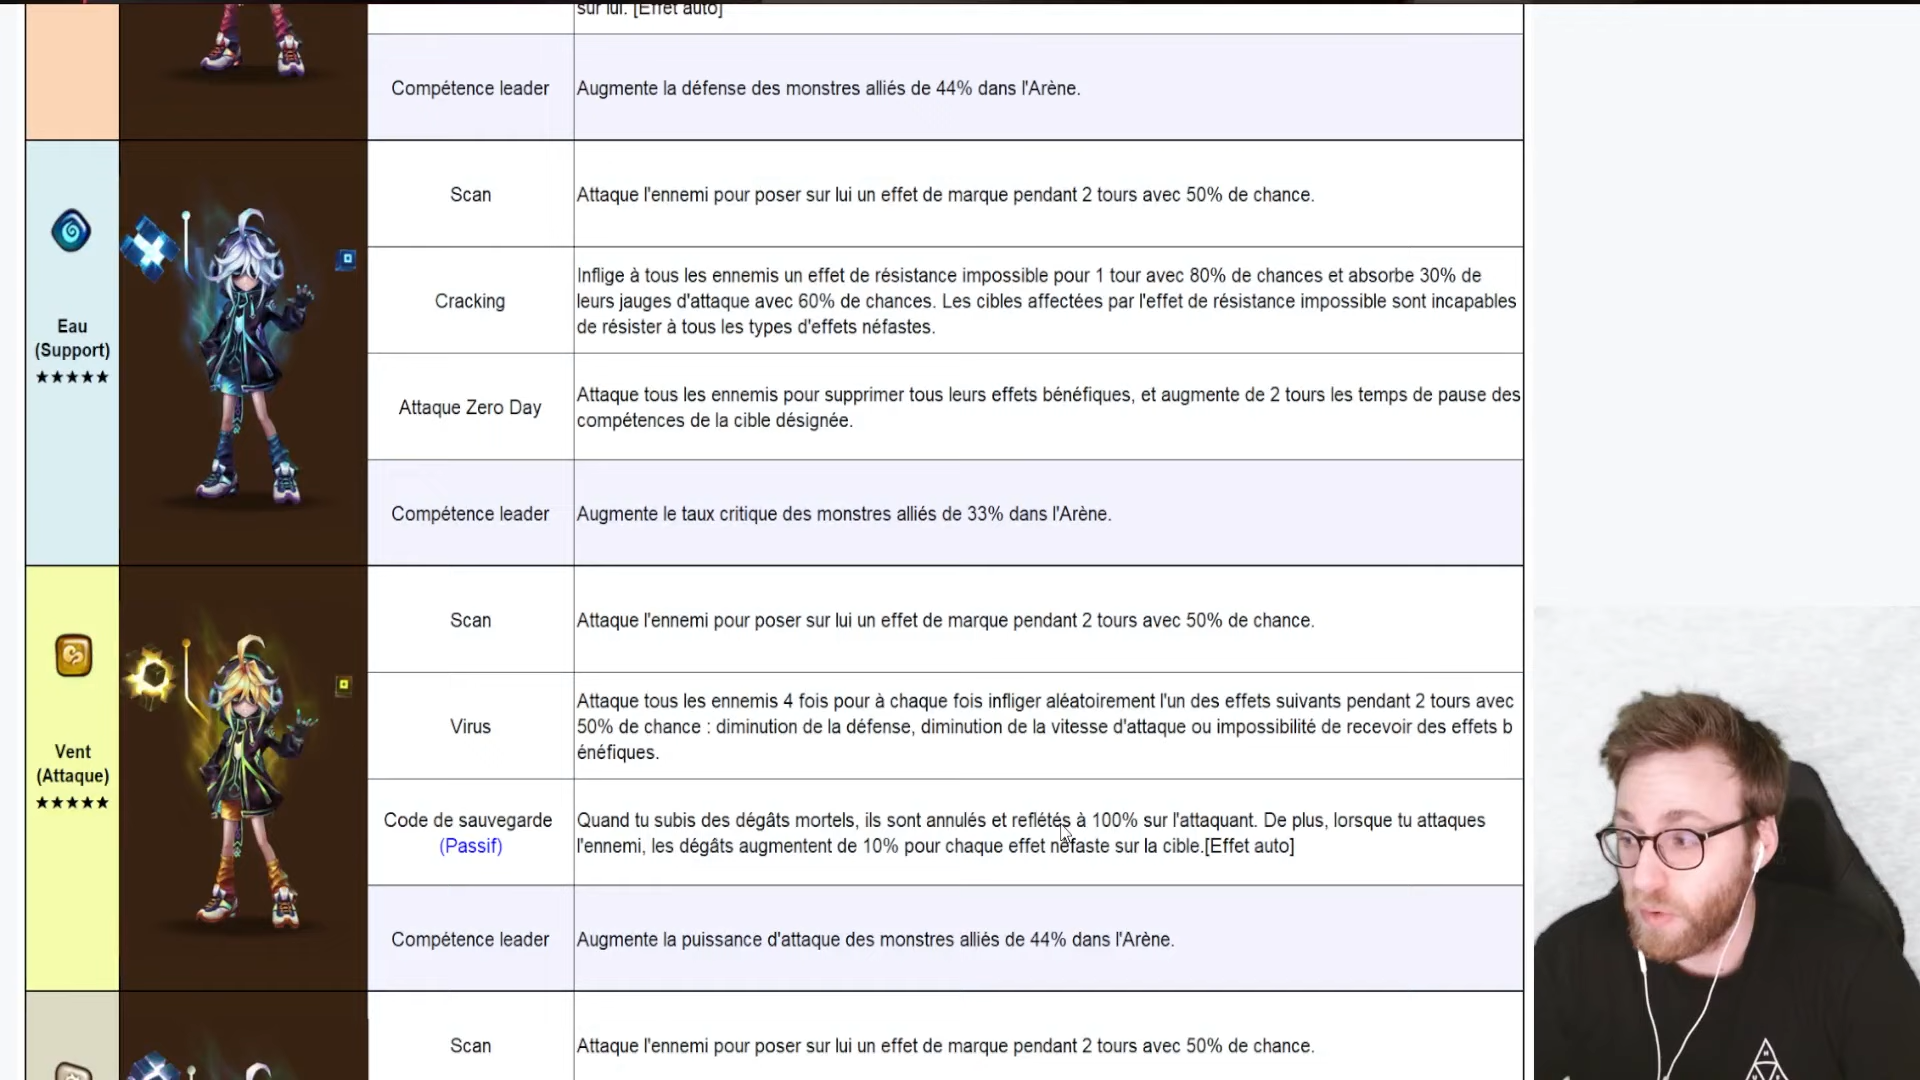 sur lui. [Effet auto]
Compétence leader
Augmente la défense des monstres alliés de 44% dans l'Arène.
Eau
(Support)
★★★★★
Scan
Attaque l'ennemi pour poser sur lui un effet de marque pendant 2 tours avec 50% de chance.
Cracking
Inflige à tous les ennemis un effet de résistance impossible pour 1 tour avec 80% de chances et absorbe 30% de
leurs jauges d'attaque avec 60% de chances. Les cibles affectées par l'effet de résistance impossible sont incapables
de résister à tous les types d'effets néfastes.
Attaque Zero Day
Attaque tous les ennemis pour supprimer tous leurs effets bénéfiques, et augmente de 2 tours les temps de pause des
compétences de la cible désignée.
Compétence leader
Augmente le taux critique des monstres alliés de 33% dans l'Arène.
Vent
(Attaque)
★★★★★
Scan
Attaque l'ennemi pour poser sur lui un effet de marque pendant 2 tours avec 50% de chance.
Virus
Attaque tous les ennemis 4 fois pour à chaque fois infliger aléatoirement l'un des effets suivants pendant 2 tours avec
50% de chance : diminution de la défense, diminution de la vitesse d'attaque ou impossibilité de recevoir des effets b
énéfiques.
Code de sauvegarde
(Passif)
Quand tu subis des dégâts mortels, ils sont annulés et reflétés à 100% sur l'attaquant. De plus, lorsque tu attaques
l'ennemi, les dégâts augmentent de 10% pour chaque effet néfaste sur la cible.[Effet auto]
Compétence leader
Augmente la puissance d'attaque des monstres alliés de 44% dans l'Arène.
Scan
Attaque l'ennemi pour poser sur lui un effet de marque pendant 2 tours avec 50% de chance.